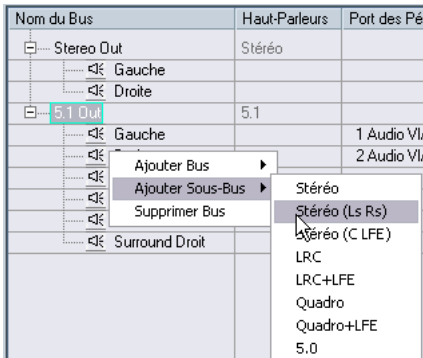 Nom du Bus Haut-Parleurs Port des Pé
Stereo Out Stéréo
Gauche
Droite
5.1 Out 5.1
Gauche 1 Audio VI
2 Audio VI
Ajouter Bus
Ajouter Sous-Bus
Supprimer Bus
Surround Droit
Stéréo
Stéréo (Ls Rs)
Stéréo (C LFE)
LRC
LRC+LFE
Quadro
Quadro+LFE
5.0